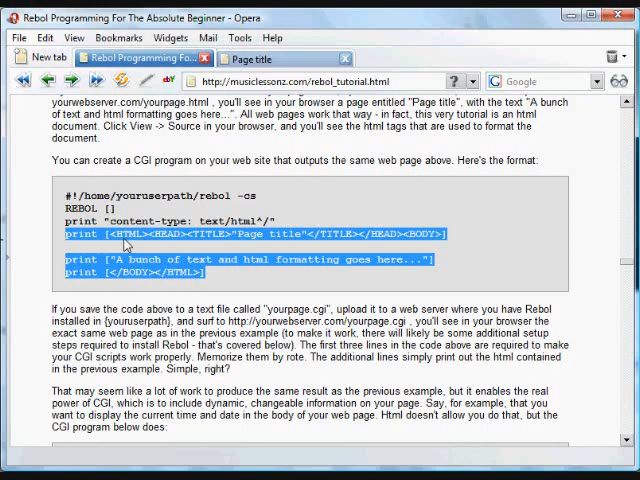 Rebol Programming For The Absolute Beginner - Opera
File Edit View Bookmarks Widgets Mail Tools Help
New tab Rebol Programming Fo... Page title
http://musiclessonz.com/rebol_tutorial.html ? Google
yourwebserver.com/yourpage.html , you'll see in your browser a page entitled "Page title", with the text "A bunch
of text and html formatting goes here...". All web pages work that way - in fact, this very tutorial is an html
document. Click View -> Source in your browser, and you'll see the html tags that are used to format the
document.
You can create a CGI program on your web site that outputs the same web page above. Here's the format:
#!/home/youruserpath/rebol -cs
REBOL []
print "content-type: text/html^/"
print [<HTML><HEAD><TITLE>"Page title"</TITLE></HEAD><BODY>]
print ["A bunch of text and html formatting goes here..."]
print [</BODY></HTML>]
If you save the code above to a text file called "yourpage.cgi", upload it to a web server where you have Rebol
installed in {youruserpath}, and surf to http://yourwebserver.com/yourpage.cgi , you'll see in your browser the
exact same web page as in the previous example (to make it work, there will likely be some additional setup
steps required to install Rebol - that's covered below). The first three lines in the code above are required to make
your CGI scripts work properly. Memorize them by rote. The additional lines simply print out the html contained
in the previous example. Simple, right?
That may seem like a lot of work to produce the same result as the previous example, but it enables the real
power of CGI, which is to include dynamic, changeable information on your page. Say, for example, that you
want to display the current time and date in the body of your web page. Html doesn't allow you do that, but the
CGI program below does: